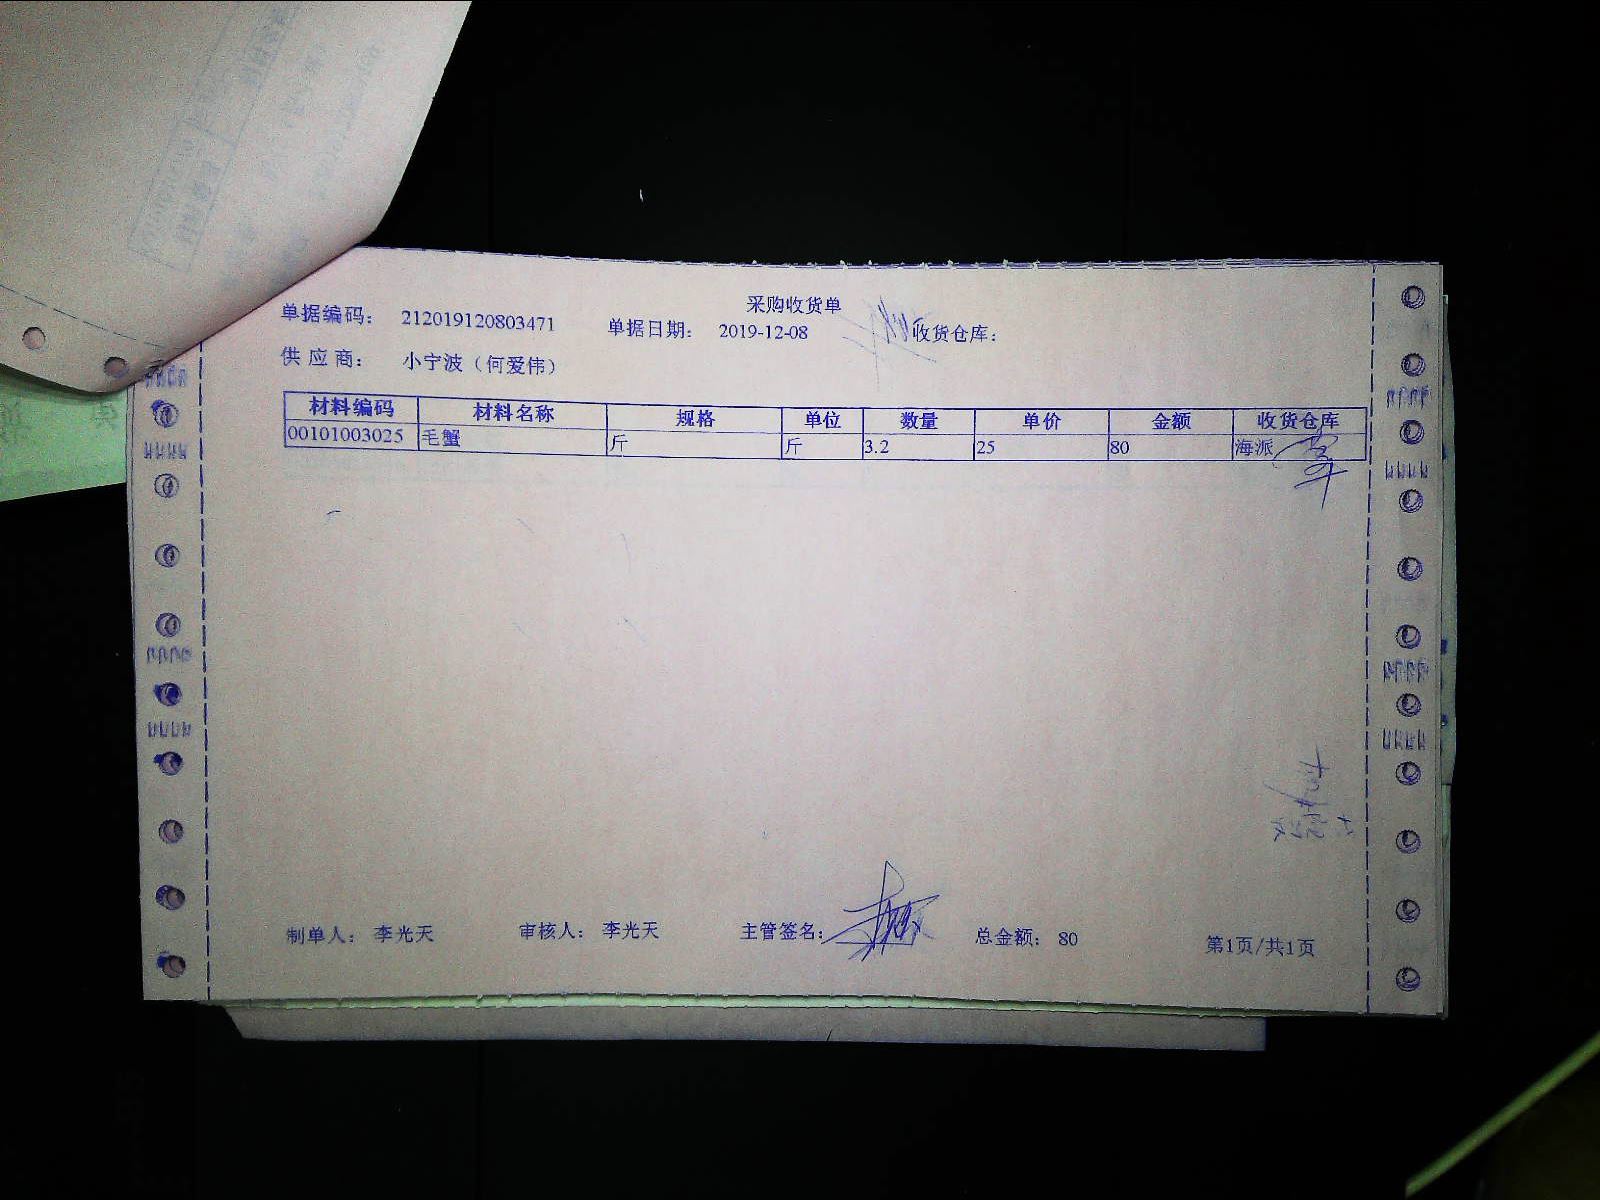 采购收货单
单据编码： 212019120803471 单据日期： 2019-12-08 收货仓库：
供应商： 小宁波（何爱伟）
材料编码 材料名称 规格 单位 数量 单价 金额 收货仓库
00101003025 毛蟹 斤 斤 3.2 25 80 海派
制单人： 李光天 审核人： 李光天 主管签名： 总金额： 80 第1页/共1页